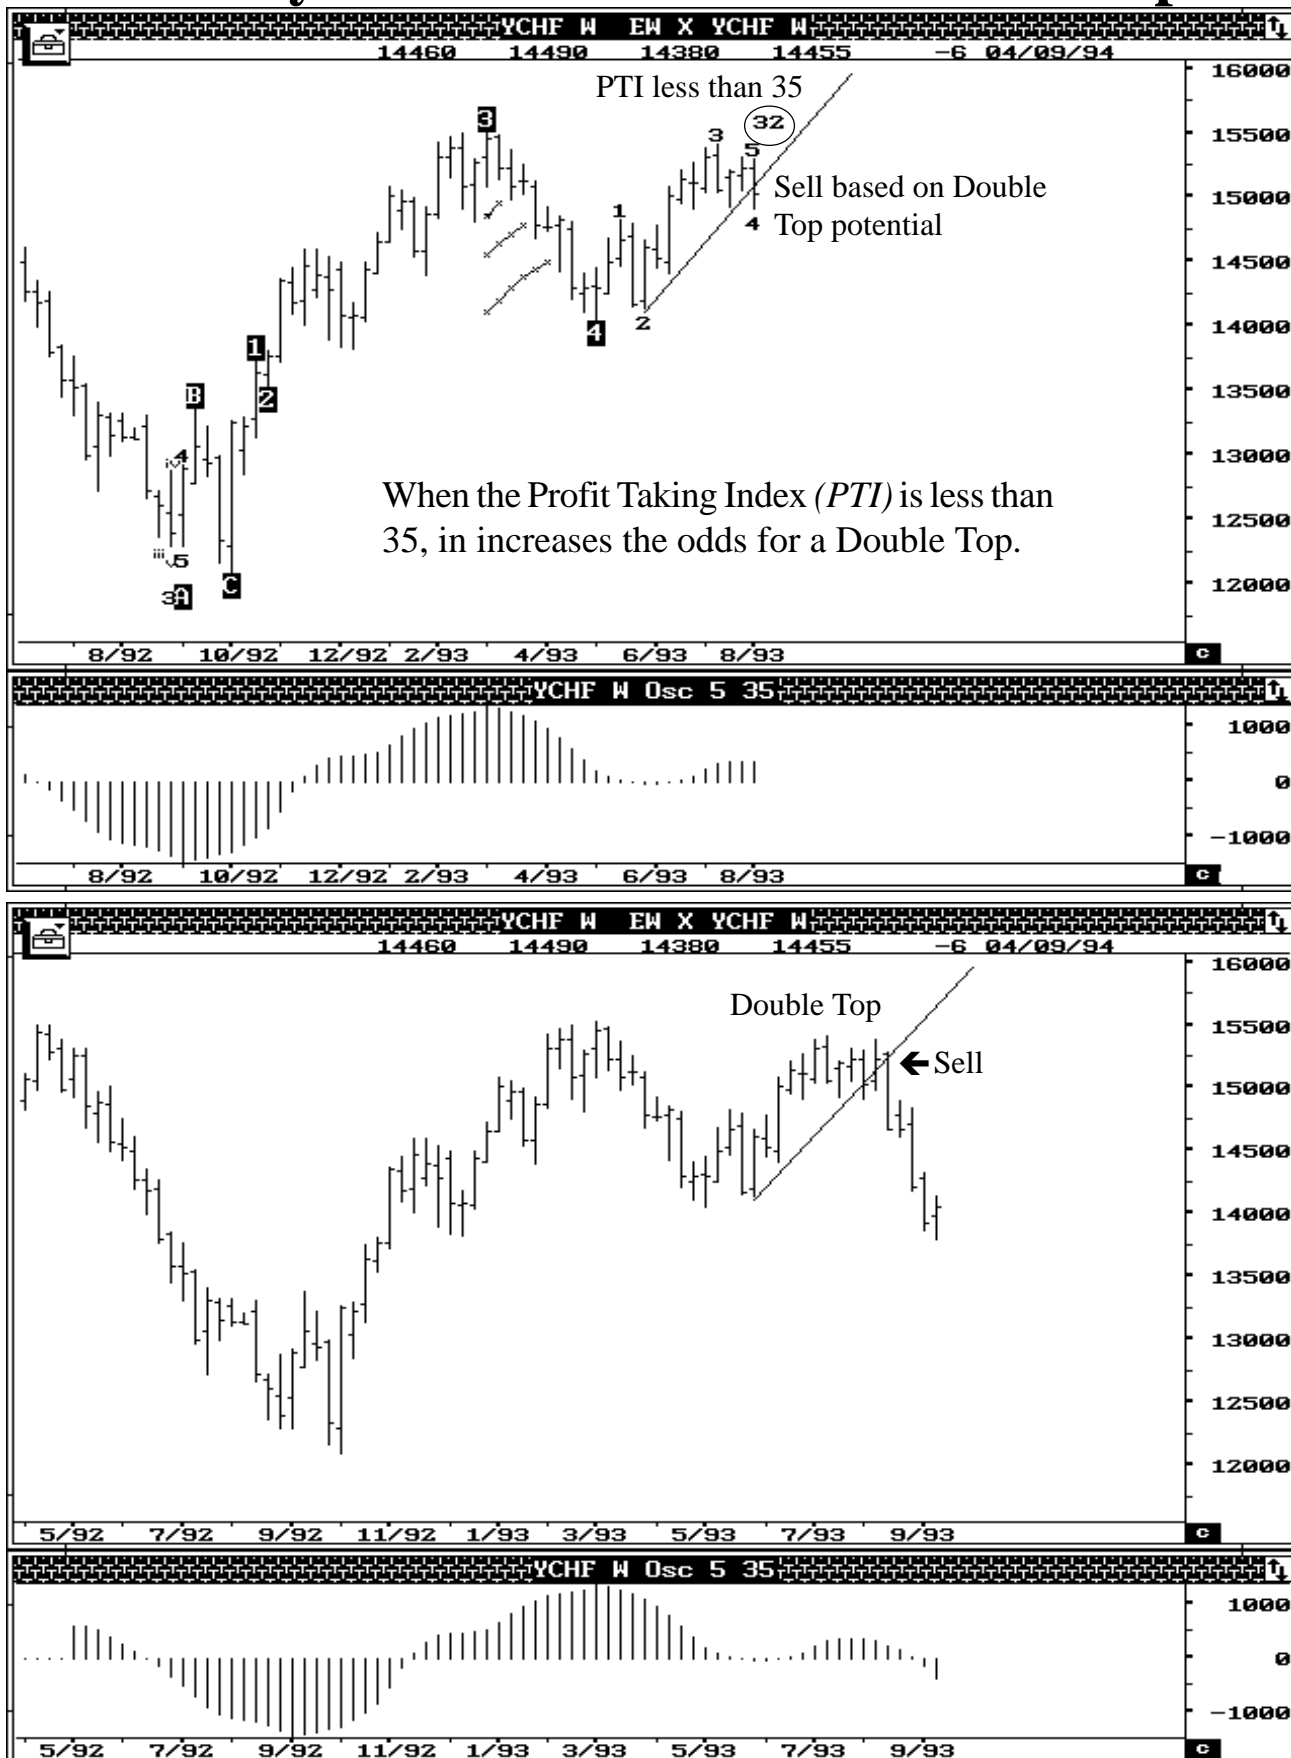 YCHF W EW X YCHF W
14460 14490 14380 14455 -6 04/09/94
PTI less than 35
16000
3
3
32
15500
5
Sell based on Double
15000
1
4
Top potential
14500
4
2
14000
1
B
2
13500
iv 4
13000
When the Profit Taking Index (PTI) is less than
35, in increases the odds for a Double Top.
12500
iii
v5
3A
C
12000
8/92 10/92 12/92 2/93 4/93 6/93 8/93 C
YCHF W Osc 5 35
1000
0
-1000
8/92 10/92 12/92 2/93 4/93 6/93 8/93 C
YCHF W EW X YCHF W
14460 14490 14380 14455 -6 04/09/94
16000
Double Top
15500
Sell
15000
14500
14000
13500
13000
12500
12000
5/92 7/92 9/92 11/92 1/93 3/93 5/93 7/93 9/93 C
YCHF W Osc 5 35
1000
0
-1000
5/92 7/92 9/92 11/92 1/93 3/93 5/93 7/93 9/93 C